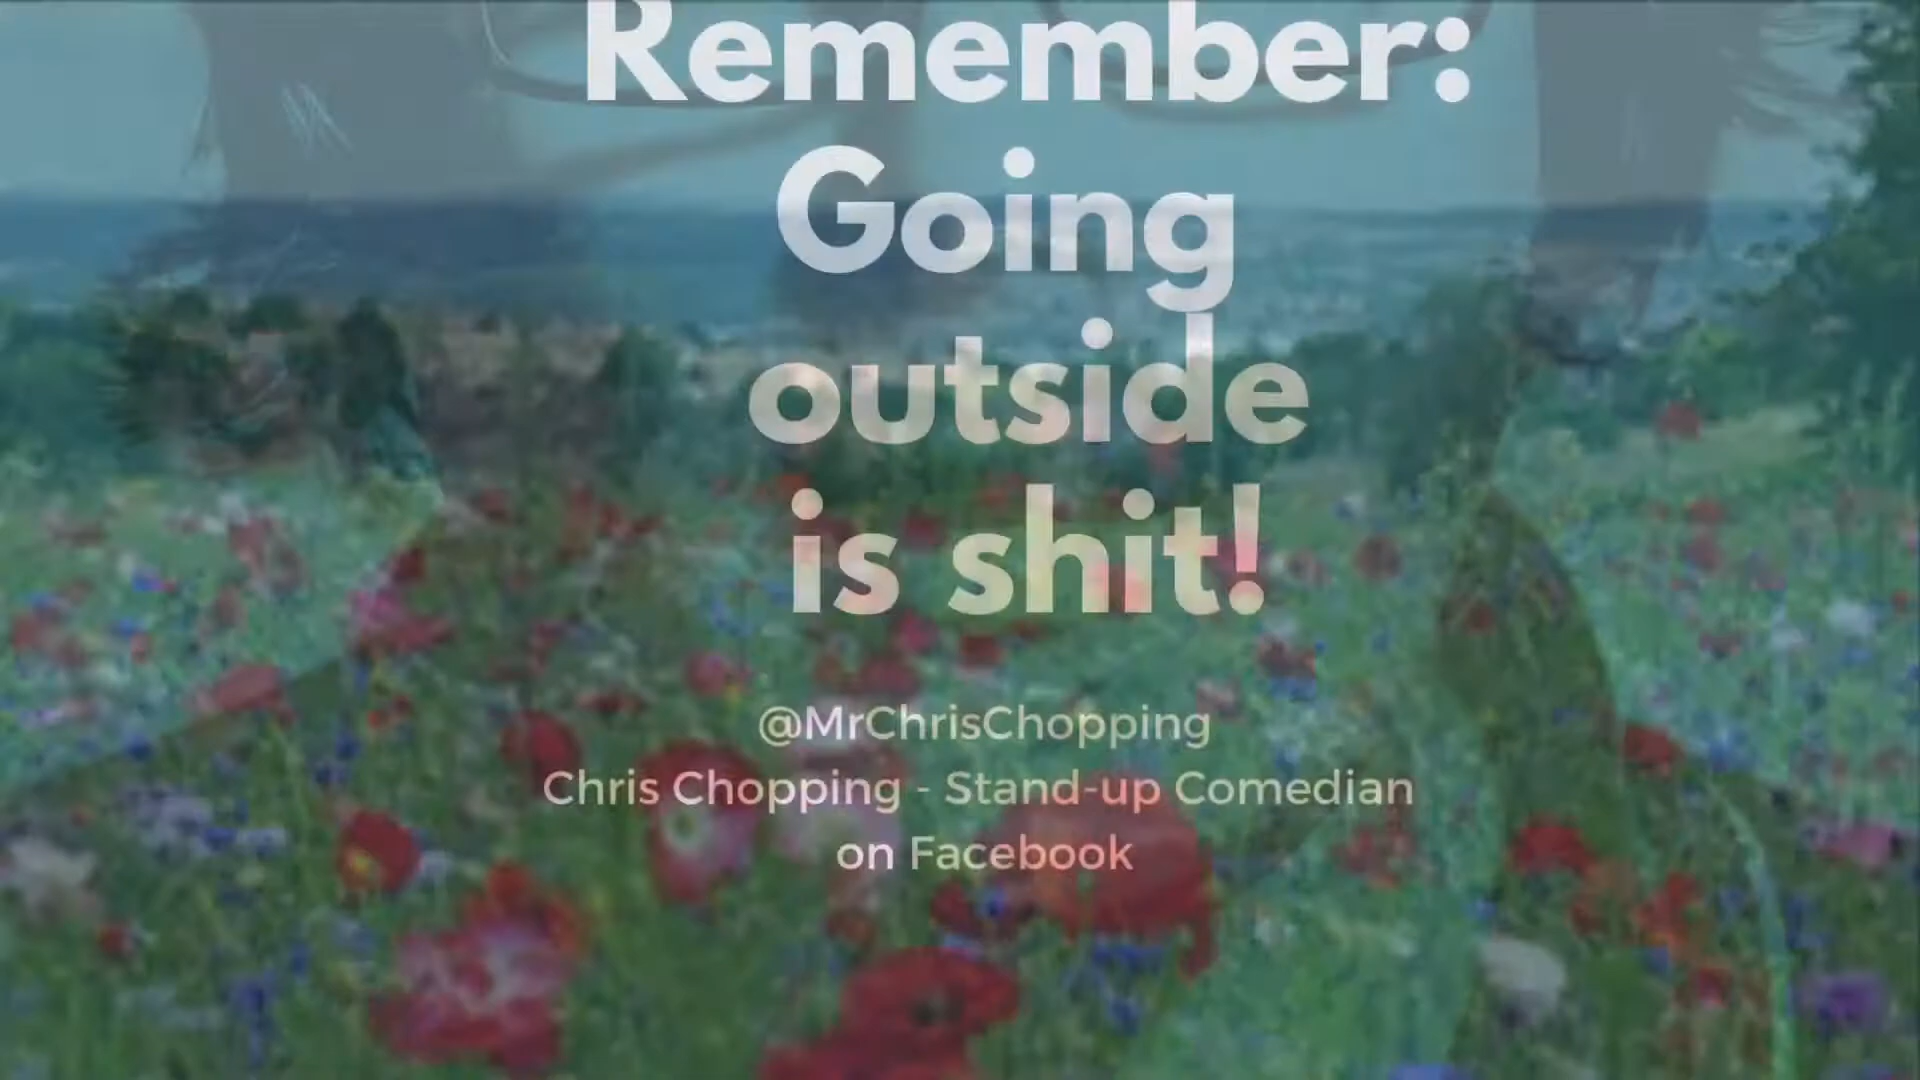 Remember:
Going
outside
is shit!
@MrChrisChopping
Chris Chopping - Stand-up Comedian
on Facebook